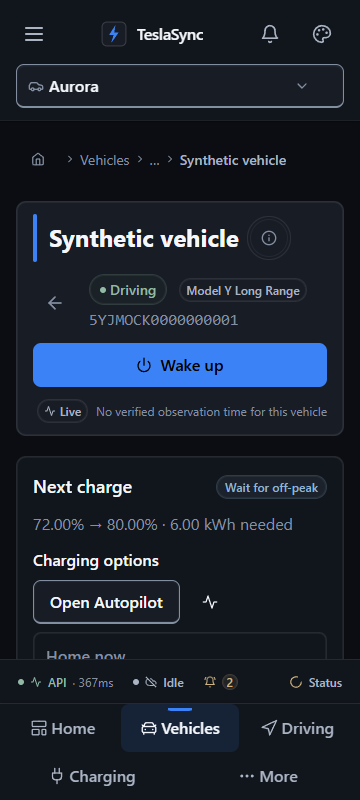 TeslaSync
Aurora
Vehicles > ... > Synthetic vehicle
Synthetic vehicle
Driving
Model Y Long Range
5YJMOCK0000000001
Wake up
Live
No verified observation time for this vehicle
Next charge
Wait for off-peak
72.00% → 80.00% · 6.00 kWh needed
Charging options
Open Autopilot
Home now
API · 367ms
Idle
2
Status
Home
Vehicles
Driving
Charging
More